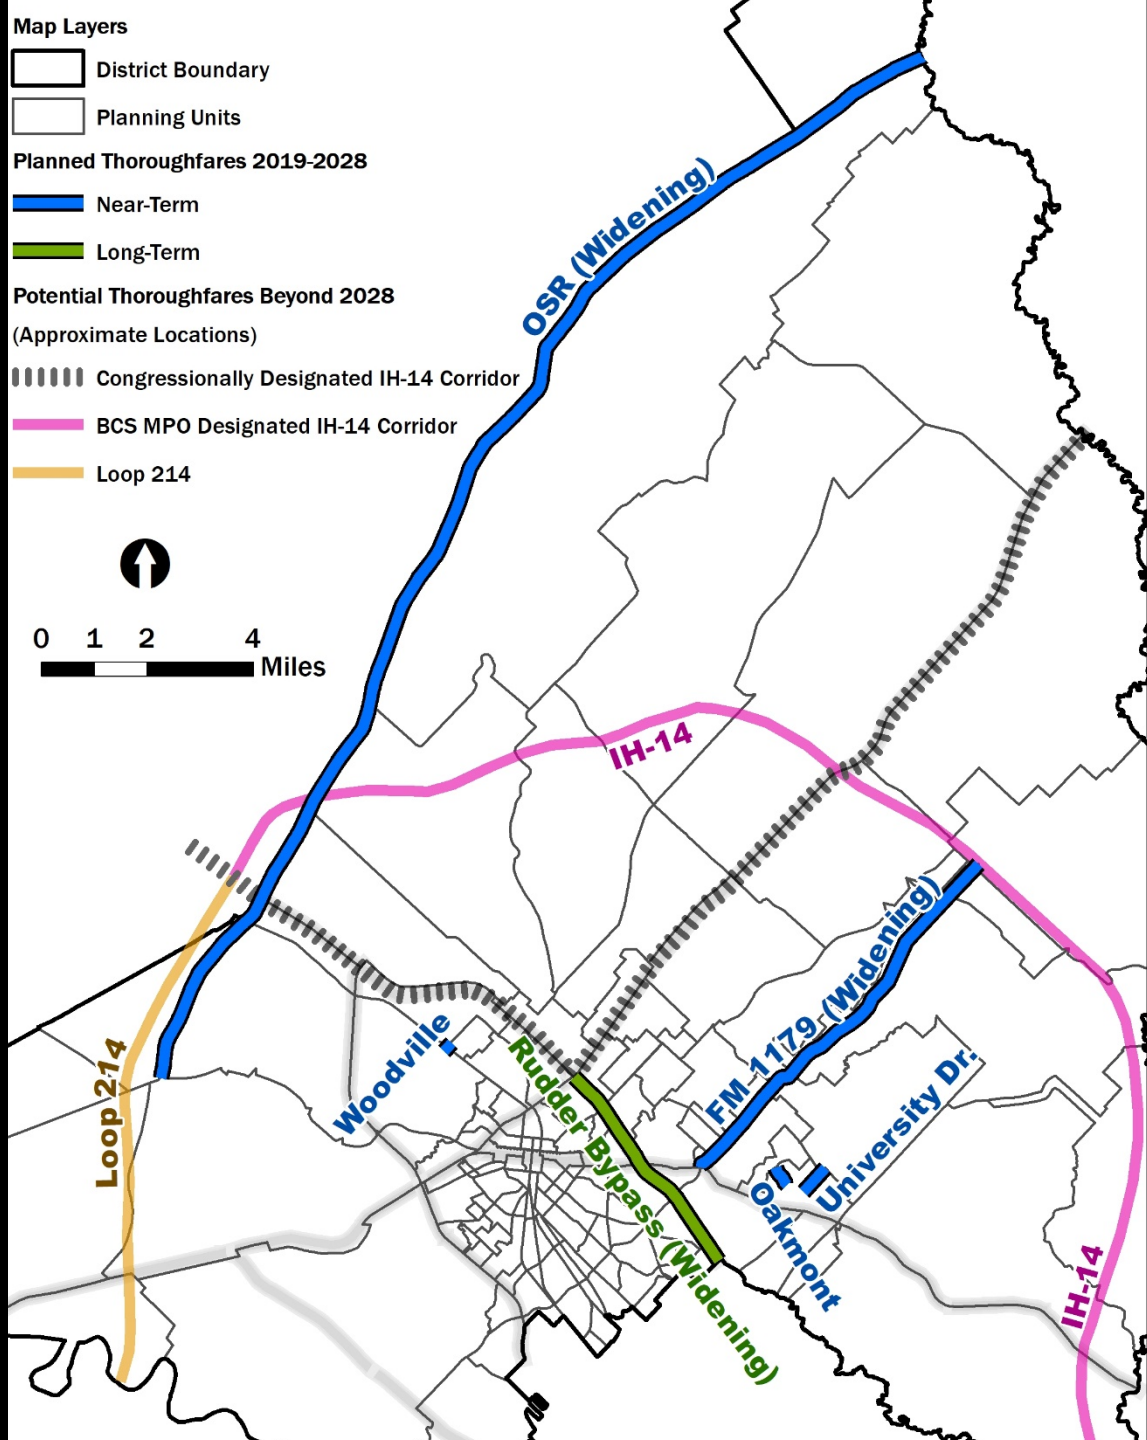 Map Layers
District Boundary
Planning Units
Planned Thoroughfares 2019-2028
Near-Term
Long-Term
Potential Thoroughfares Beyond 2028
(Approximate Locations)
Congressionally Designated IH-14 Corridor
BCS MPO Designated IH-14 Corridor
Loop 214
0 1 2 4
Miles
OSR (Widening)
IH-14
FM 1179 (Widening)
Woodville
Rudder Bypass (Widening)
University Dr.
Oakmont
Loop 214
IH-14